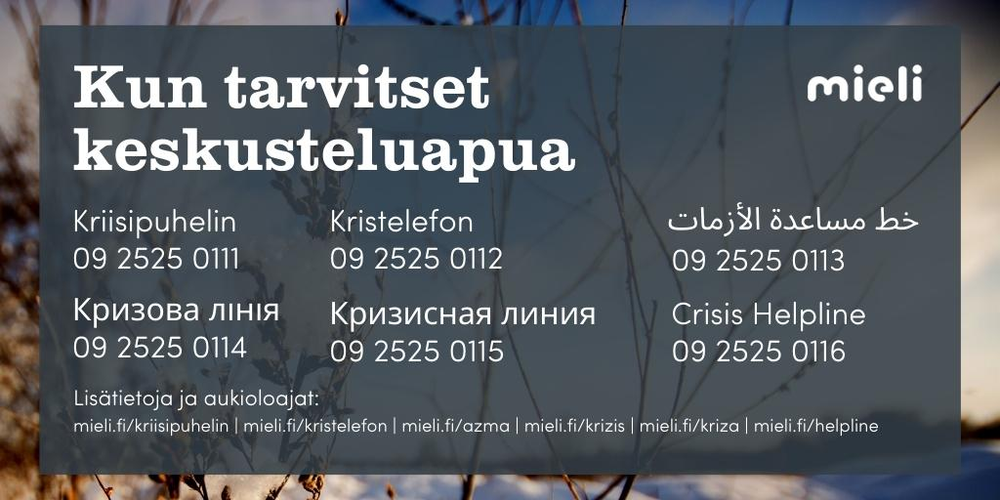 Kun tarvitset
keskusteluapua
mieli
Kriisipuhelin
09 2525 0111
Kristelefon
09 2525 0112
خط مساعدة الأزمات
09 2525 0113
Кризова лінія
09 2525 0114
Кризисная линия
09 2525 0115
Crisis Helpline
09 2525 0116
Lisätietoja ja aukioloajat:
mieli.fi/kriisipuhelin | mieli.fi/kristelefon | mieli.fi/azma | mieli.fi/krizis | mieli.fi/kriza | mieli.fi/helpline